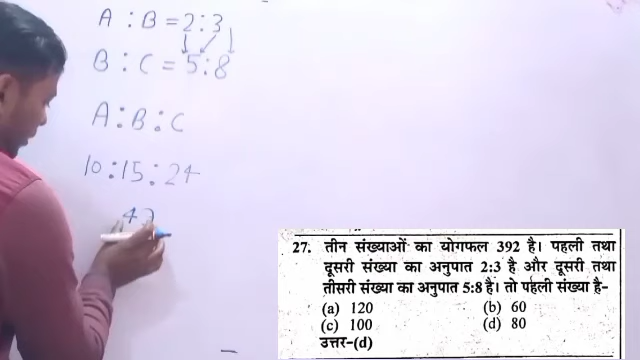 A : B = 2 : 3
B : C = 5 : 8
A : B : C
10 : 15 : 24
27. तीन संख्याओं का योगफल 392 है। पहली तथा
दूसरी संख्या का अनुपात 2:3 है और दूसरी तथा
तीसरी संख्या का अनुपात 5:8 है। तो पहली संख्या है-
(a) 120 (b) 60
(c) 100 (d) 80
उत्तर-(d)